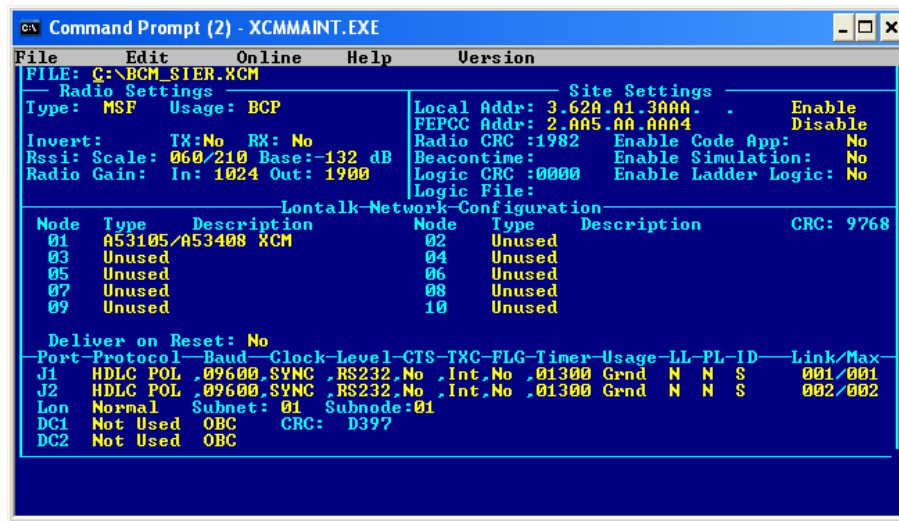 Command Prompt (2) - XCMMAINT.EXE
File Edit Online Help Version
FILE: C:\BCM_SIER.XCM
Radio Settings Site Settings
Type: MSF Usage: BCP Local Addr: 3.62A.A1.3AAA. . Enable
FEPCC Addr: 2.AA5.AA.AAA4 Disable
Invert: TX:No RX: No Radio CRC :1982 Enable Code App: No
Rssi: Scale: 060/210 Base:-132 dB Beacontime: Enable Simulation: No
Radio Gain: In: 1024 Out: 1900 Logic CRC :0000 Enable Ladder Logic: No
Logic File:
Lontalk-Network-Configuration
Node Type Description Node Type Description CRC: 9768
01 A53105/A53408 XCM 02 Unused
03 Unused 04 Unused
05 Unused 06 Unused
07 Unused 08 Unused
09 Unused 10 Unused
Deliver on Reset: No
Port-Protocol-Baud-Clock-Level-CTS-TXC-FLG-Timer-Usage-LL-PL-ID-Link/Max
J1 HDLC POL ,09600,SYNC ,RS232,No ,Int,No ,01300 Grnd N N S 001/001
J2 HDLC POL ,09600,SYNC ,RS232,No ,Int,No ,01300 Grnd N N S 002/002
Lon Normal Subnet: 01 Subnode:01
DC1 Not Used OBC CRC: D397
DC2 Not Used OBC